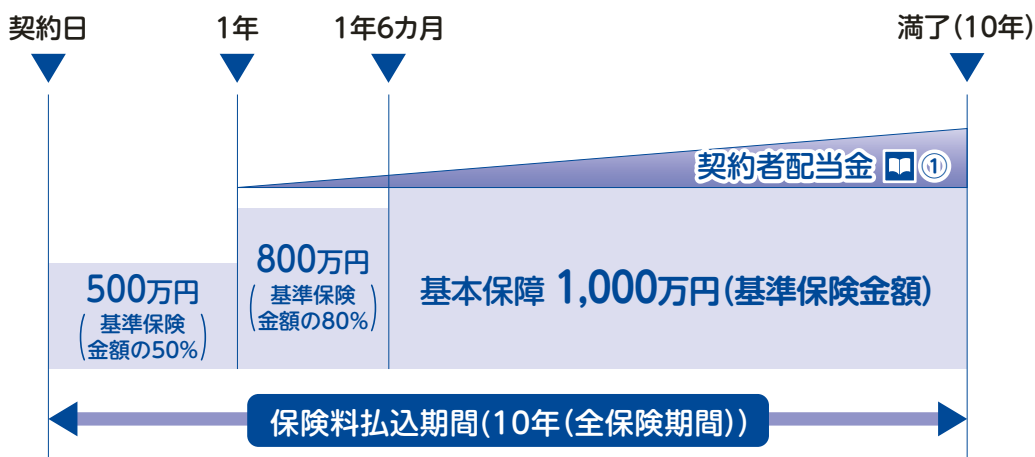 契約日
1年
1年6カ月
満了(10年)
契約者配当金 ①
500万円
(基準保険
金額の50%)
800万円
(基準保険
金額の80%)
基本保障 1,000万円(基準保険金額)
保険料払込期間(10年(全保険期間))